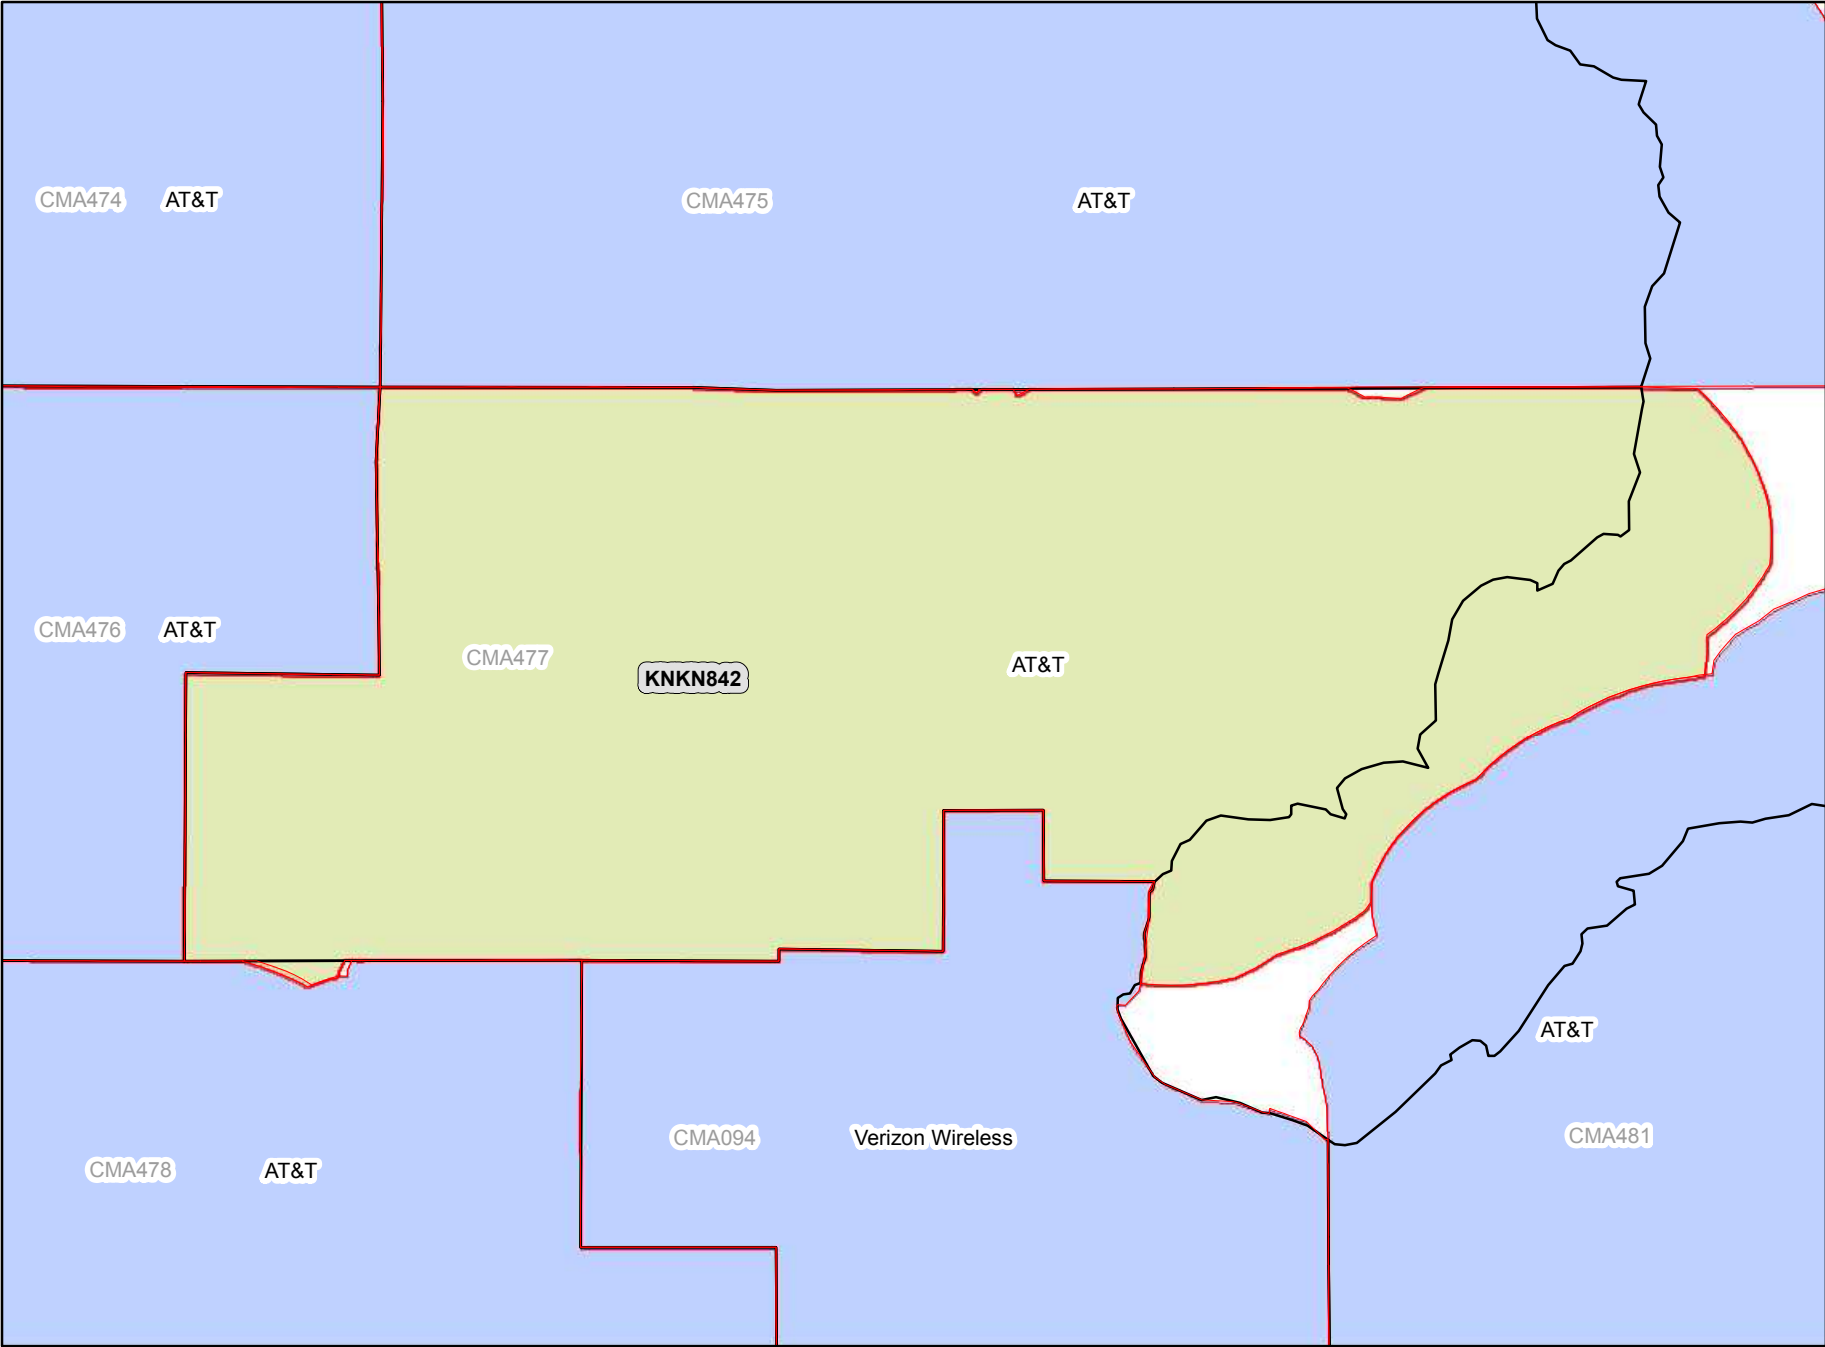 CMA474 AT&T CMA475 AT&T
CMA476 AT&T
CMA477 KNKN842 AT&T
AT&T
CMA094 Verizon Wireless CMA481
CMA478 AT&T